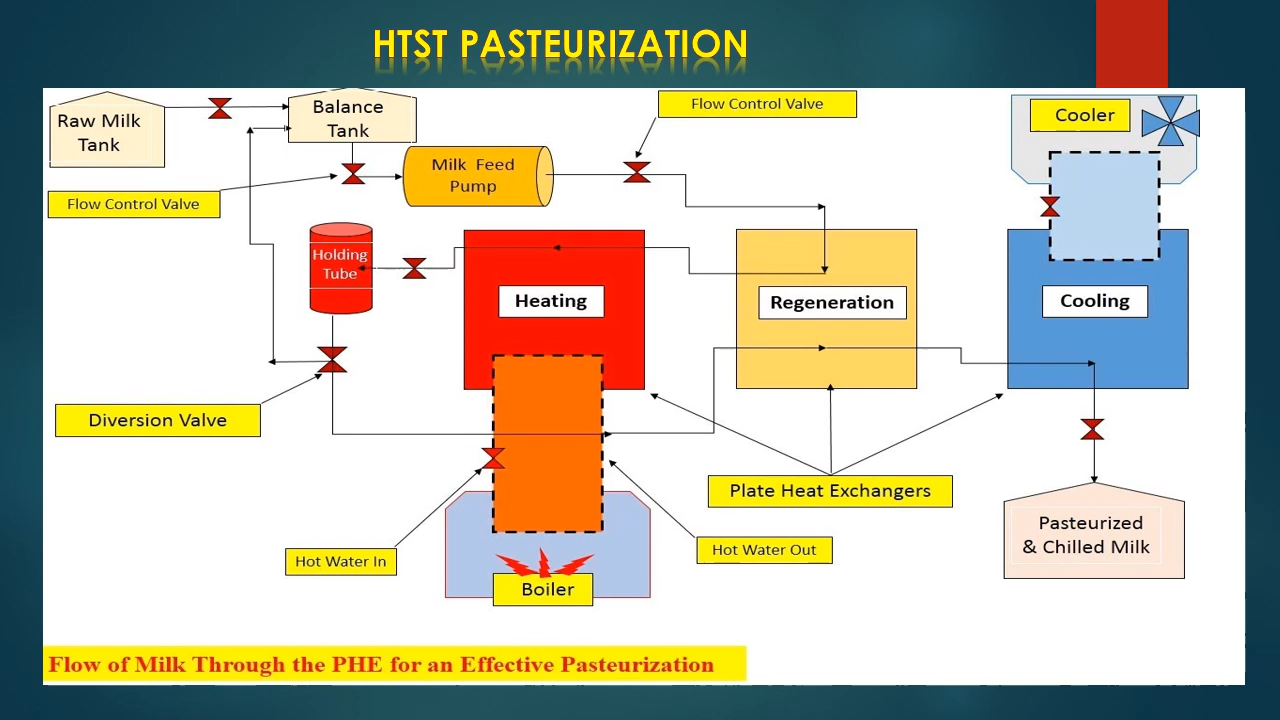 HTST PASTEURIZATION
Raw Milk
Tank
Balance
Tank
Flow Control Valve
Cooler
Milk Feed
Pump
Flow Control Valve
Holding
Tube
Heating
Regeneration
Cooling
Diversion Valve
Plate Heat Exchangers
Pasteurized
& Chilled Milk
Hot Water In
Hot Water Out
Boiler
Flow of Milk Through the PHE for an Effective Pasteurization